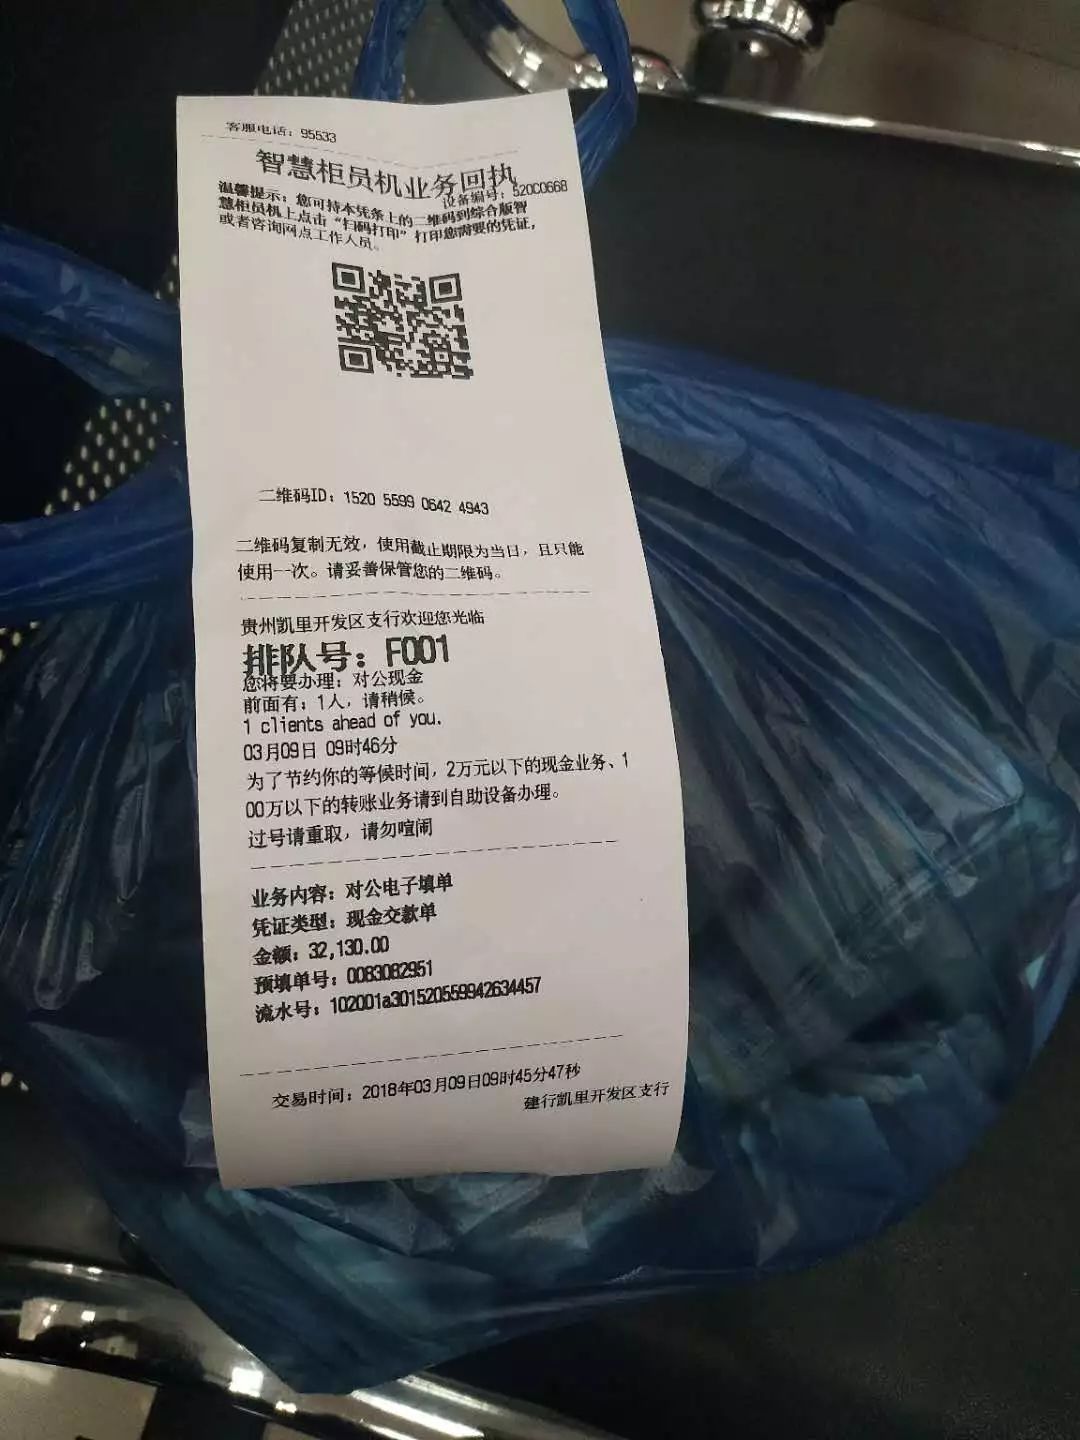 客服电话：95533
智慧柜员机业务回执
设备编号：520C0668
温馨提示：您可持本凭条上的二维码到综合版智
慧柜员机上点击“扫码打印”打印您需要的凭证，
或者咨询网点工作人员。
二维码ID：1520 5599 0642 4943
二维码复制无效，使用截止期限为当日，且只能
使用一次。请妥善保管您的二维码。
贵州凯里开发区支行欢迎您光临
排队号：F001
您将要办理：对公现金
前面有：1人，请稍候。
1 clients ahead of you.
03月09日 09时46分
为了节约你的等候时间，2万元以下的现金业务、1
00万以下的转账业务请到自助设备办理。
过号请重取，请勿喧闹
业务内容：对公电子填单
凭证类型：现金交款单
金额：32,130.00
预填单号：0083082951
流水号：102001a301520559942634457
交易时间：2018年03月09日09时45分47秒
建行凯里开发区支行